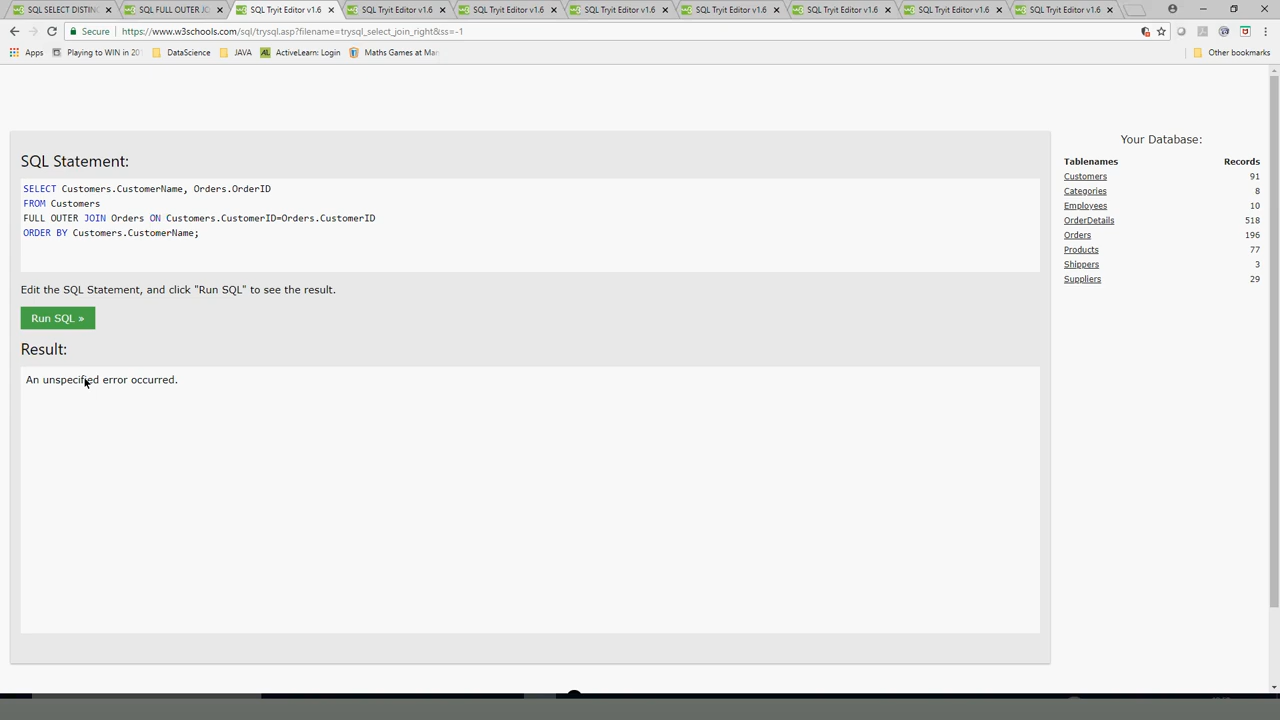 SQL SELECT DISTIN
SQL FULL OUTER JO
SQL Tryit Editor v1.6
SQL Tryit Editor v1.6
SQL Tryit Editor v1.6
SQL Tryit Editor v1.6
SQL Tryit Editor v1.6
SQL Tryit Editor v1.6
SQL Tryit Editor v1.6
SQL Tryit Editor v1.6
Secure
https://www.w3schools.com/sql/trysql.asp?filename=trysql_select_join_right&ss=-1
Apps
Playing to WIN in 20
DataScience
JAVA
ActiveLearn: Login
Maths Games at Ma
Other bookmarks
SQL Statement:
SELECT Customers.CustomerName, Orders.OrderID
FROM Customers
FULL OUTER JOIN Orders ON Customers.CustomerID=Orders.CustomerID
ORDER BY Customers.CustomerName;
Edit the SQL Statement, and click "Run SQL" to see the result.
Run SQL »
Result:
An unspecified error occurred.
Your Database:
Tablenames Records
Customers 91
Categories 8
Employees 10
OrderDetails 518
Orders 196
Products 77
Shippers 3
Suppliers 29